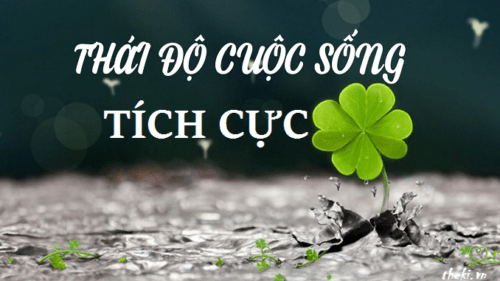 THÁI ĐỘ CUỘC SỐNG
TÍCH CỰC
theki.vn